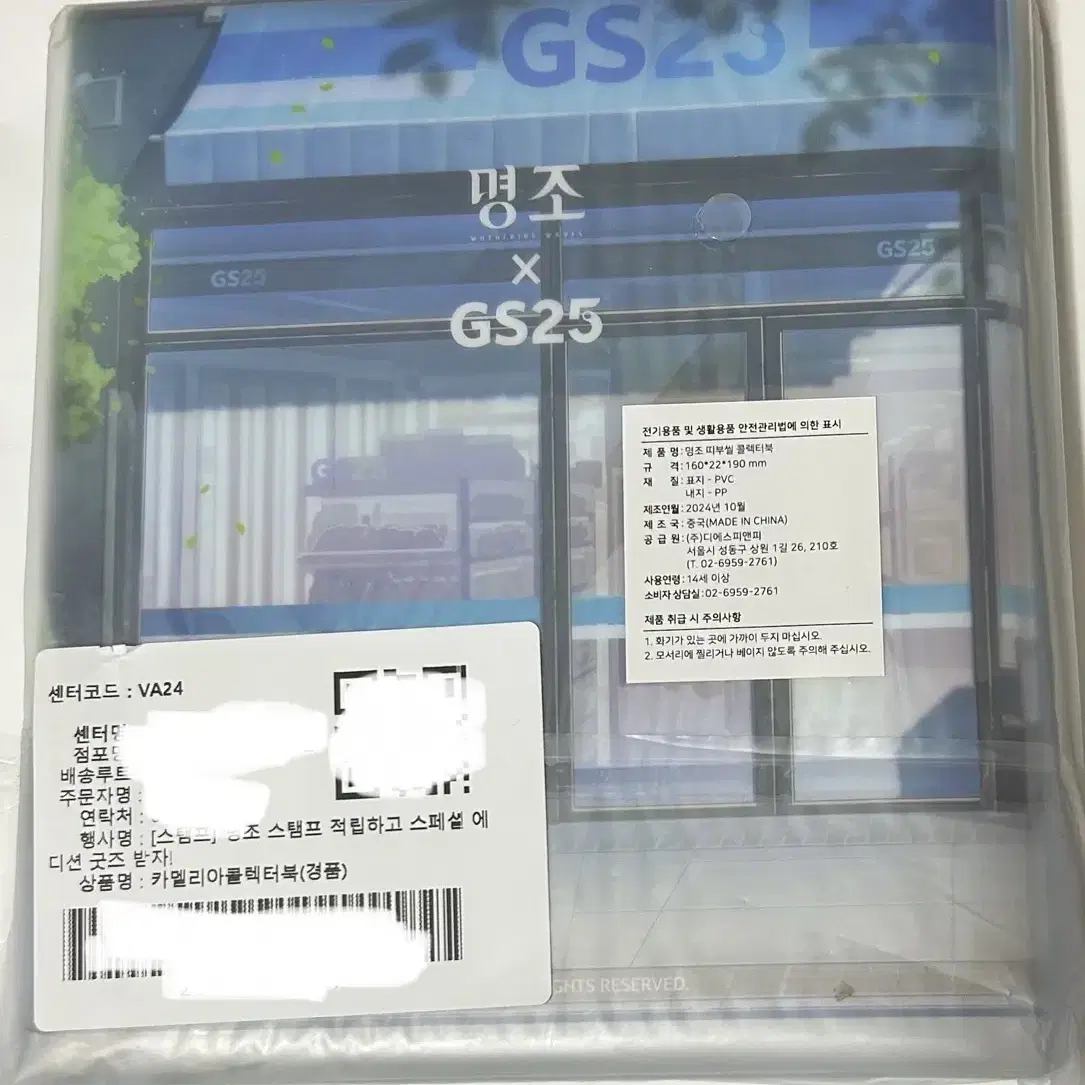 GS25
명조
WUTHERING WAVES
×
GS25
GS25
GS25
전기용품 및 생활용품 안전관리법에 의한 표시
제 품 명: 명조 띠부씰 콜렉터북
규 격: 160*22*190 mm
재 질: 표지 - PVC
내지 - PP
제조연월: 2024년 10월
제 조 국: 중국(MADE IN CHINA)
공 급 원: (주)디에스피앤피
서울시 성동구 상원 1길 26, 210호
(T. 02-6959-2761)
사용연령: 14세 이상
소비자 상담실: 02-6959-2761
제품 취급 시 주의사항
1. 화기가 있는 곳에 가까이 두지 마십시오.
2. 모서리에 찔리거나 베이지 않도록 주의해 주십시오.
센터코드 : VA24
센터명
점포명
배송루트
주문자명 :
연락처 :
행사명 : [스탬프] 명조 스탬프 적립하고 스페셜 에
디션 굿즈 받자!
상품명 : 카멜리아콜렉터북(경품)
GHTS RESERVED.